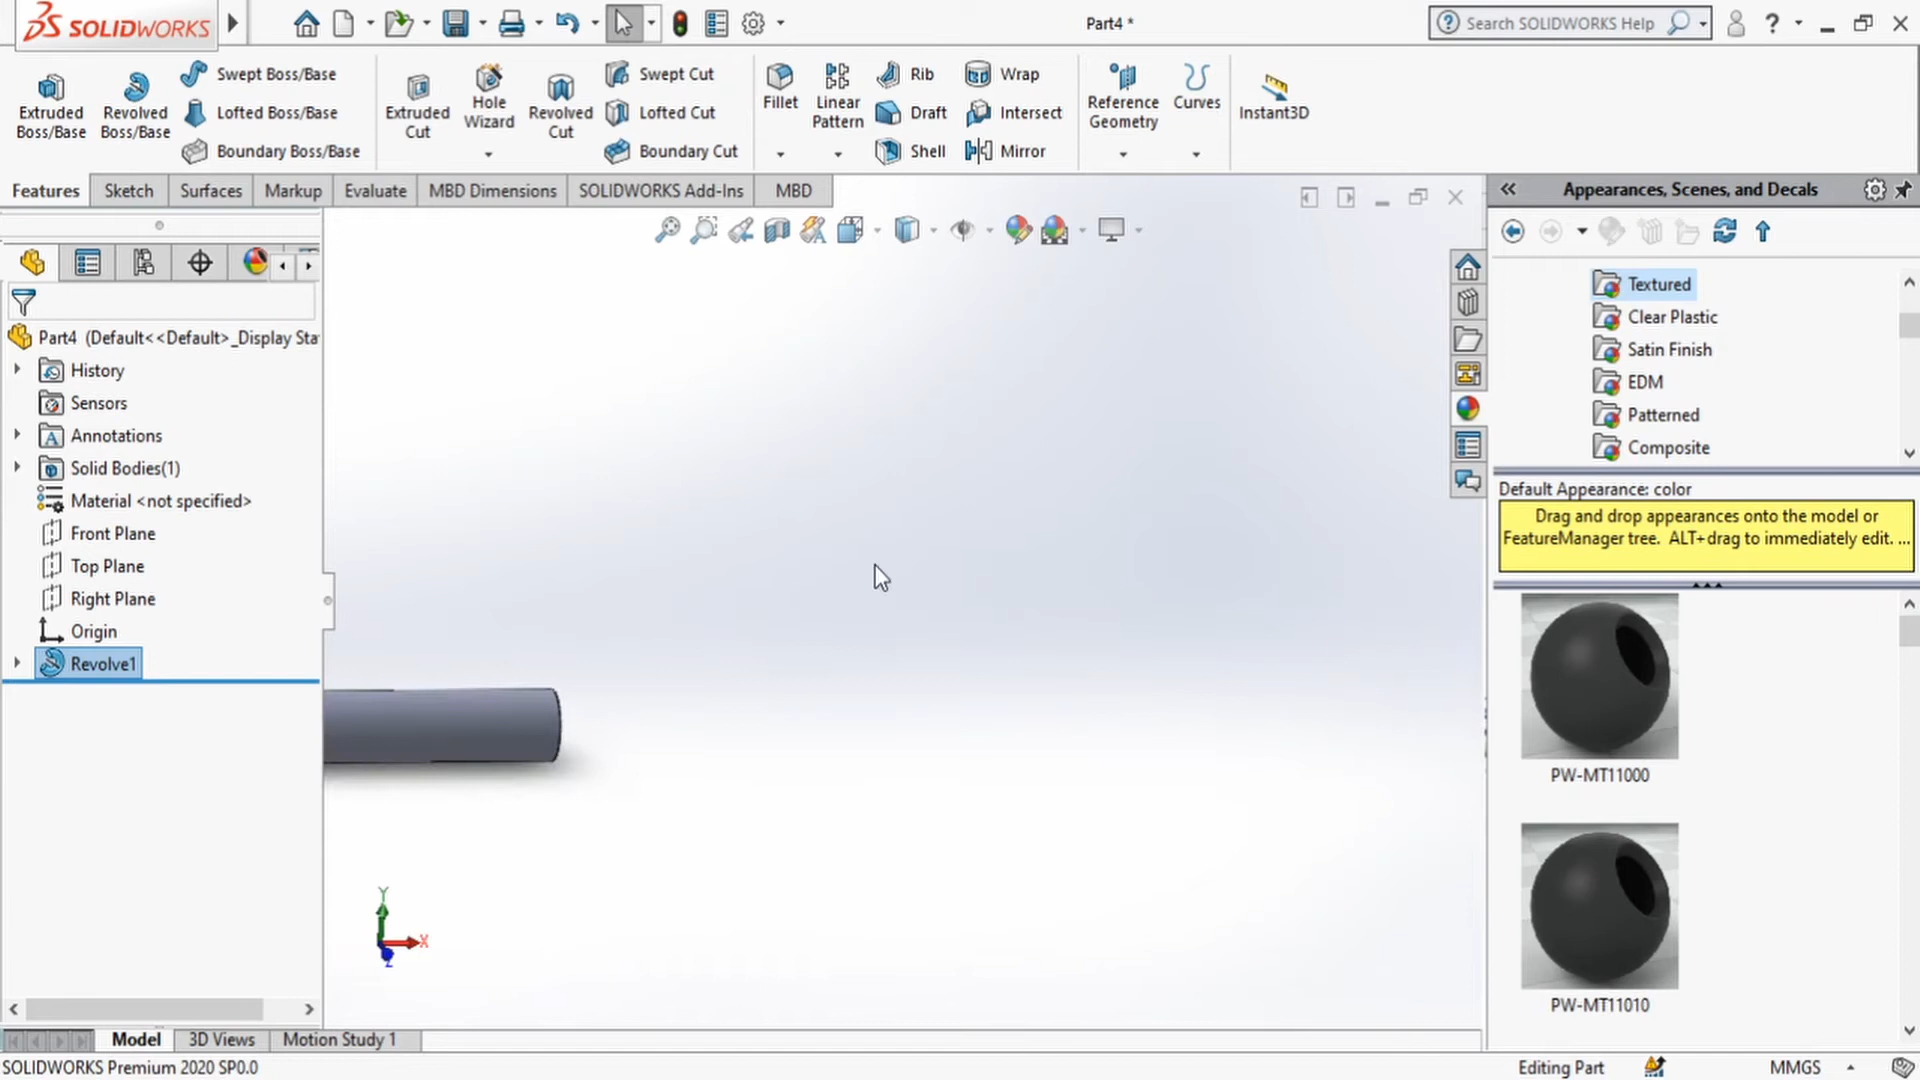 SOLIDWORKS
Part4 *
Search SOLIDWORKS Help
Extruded Boss/Base
Revolved Boss/Base
Swept Boss/Base
Lofted Boss/Base
Boundary Boss/Base
Extruded Cut
Hole Wizard
Revolved Cut
Swept Cut
Lofted Cut
Boundary Cut
Fillet
Linear Pattern
Rib
Draft
Shell
Wrap
Intersect
Mirror
Reference Geometry
Curves
Instant3D
Features
Sketch
Surfaces
Markup
Evaluate
MBD Dimensions
SOLIDWORKS Add-Ins
MBD
Part4 (Default<<Default>_Display Sta
History
Sensors
Annotations
Solid Bodies(1)
Material <not specified>
Front Plane
Top Plane
Right Plane
Origin
Revolve1
Y
X
Z
Appearances, Scenes, and Decals
Textured
Clear Plastic
Satin Finish
EDM
Patterned
Composite
Default Appearance: color
Drag and drop appearances onto the model or
FeatureManager tree. ALT+drag to immediately edit. ...
PW-MT11000
PW-MT11010
Model
3D Views
Motion Study 1
SOLIDWORKS Premium 2020 SP0.0
Editing Part
MMGS